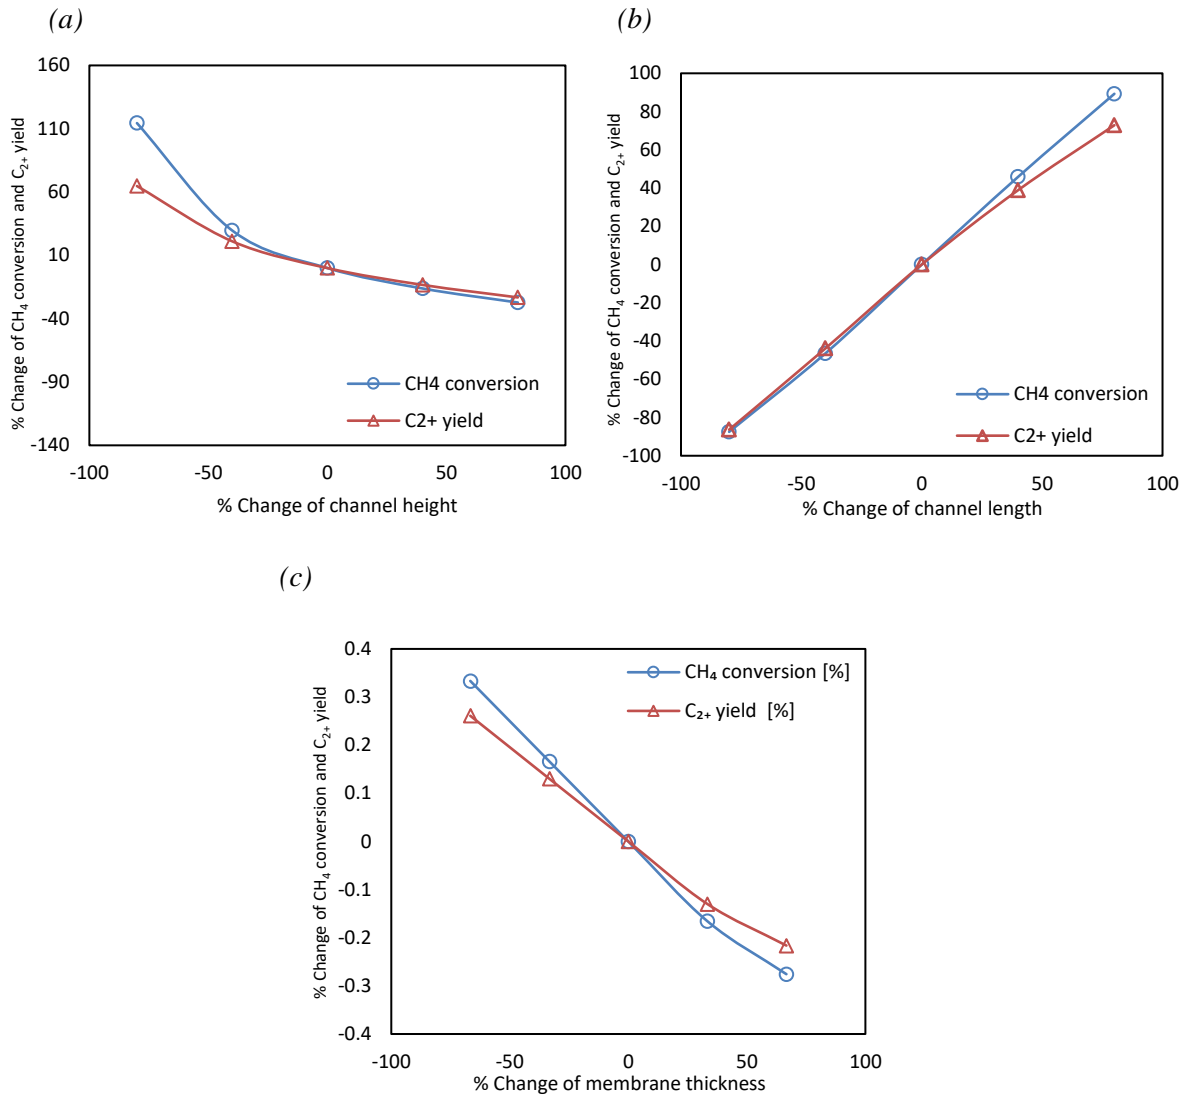 (a)
% Change of CH₄ conversion and C₂₊ yield
160
110
60
10
-40
-90
-140
-100
-50
0
50
100
% Change of channel height
CH4 conversion
C2+ yield
(b)
% Change of CH₄ conversion and C₂₊ yield
100
80
60
40
20
0
-20
-40
-60
-80
-100
-100
-50
0
50
100
% Change of channel length
CH4 conversion
C2+ yield
(c)
% Change of CH₄ conversion and C₂₊ yield
0.4
0.3
0.2
0.1
0
-0.1
-0.2
-0.3
-0.4
-100
-50
0
50
100
% Change of membrane thickness
CH₄ conversion [%]
C₂₊ yield [%]